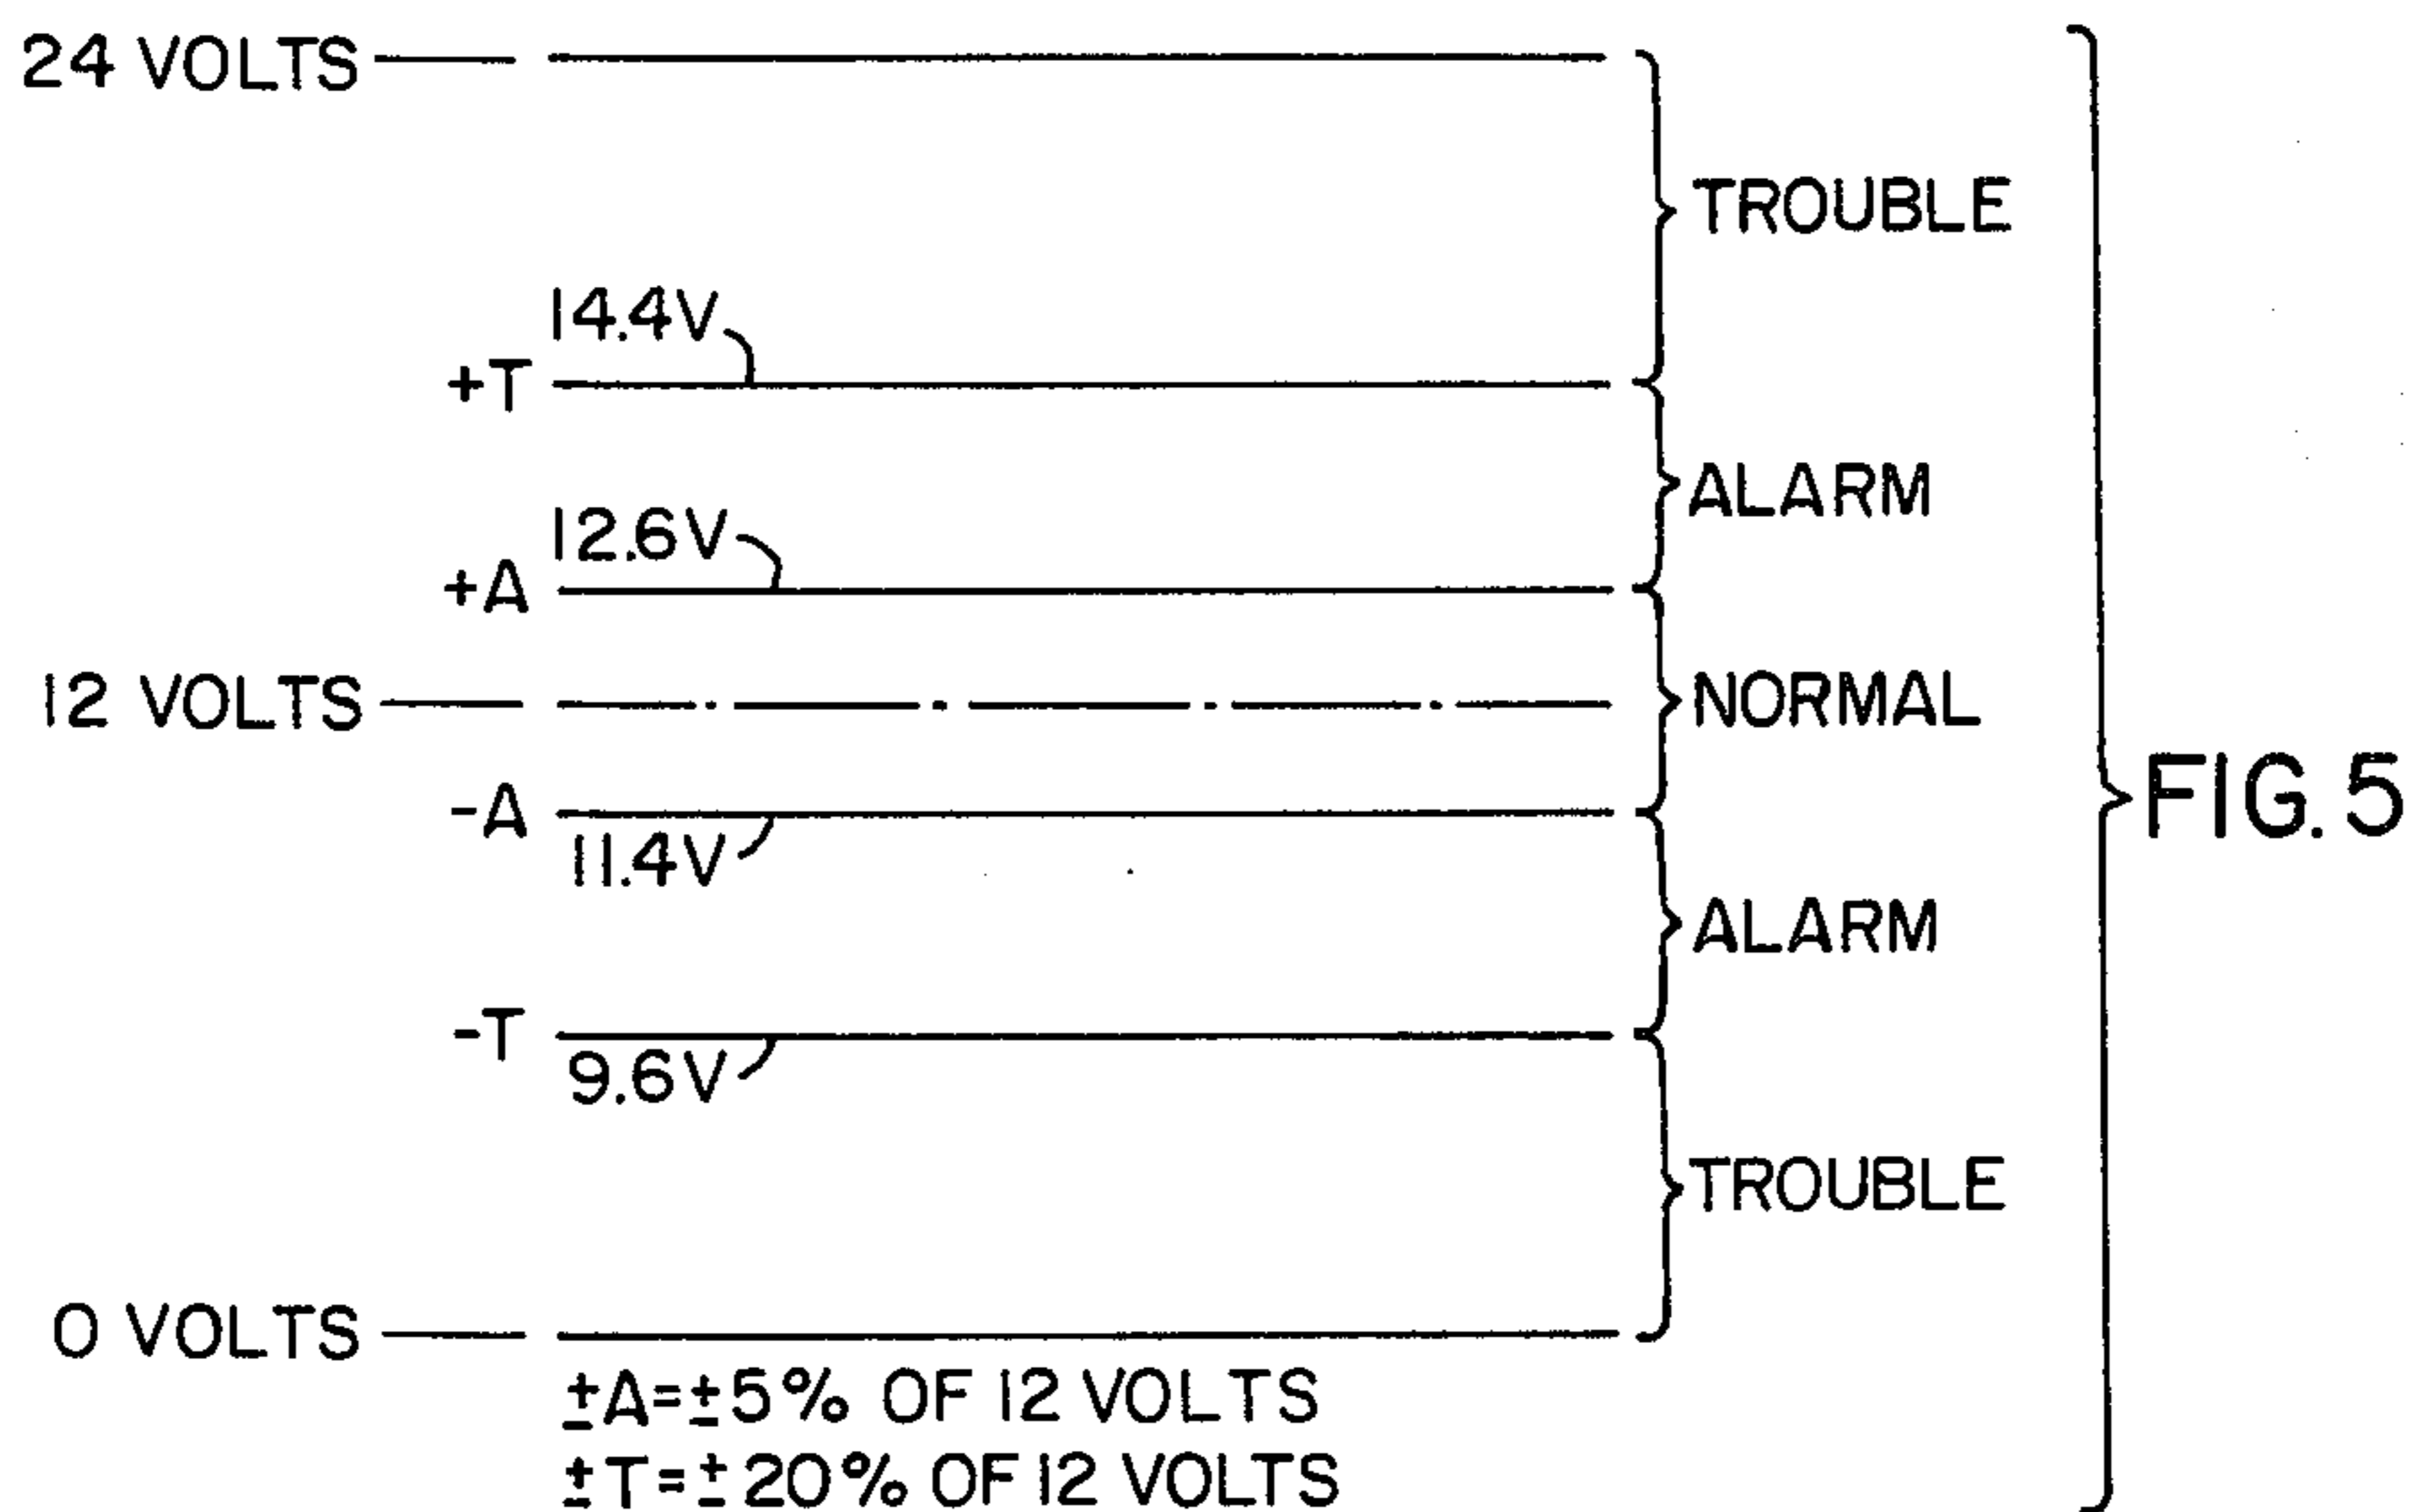 24 VOLTS
TROUBLE
14.4V
+T
ALARM
12.6V
+A
12 VOLTS
NORMAL
-A
11.4V
ALARM
-T
9.6V
TROUBLE
0 VOLTS
±A=±5% OF 12 VOLTS
±T=±20% OF 12 VOLTS
FIG. 5